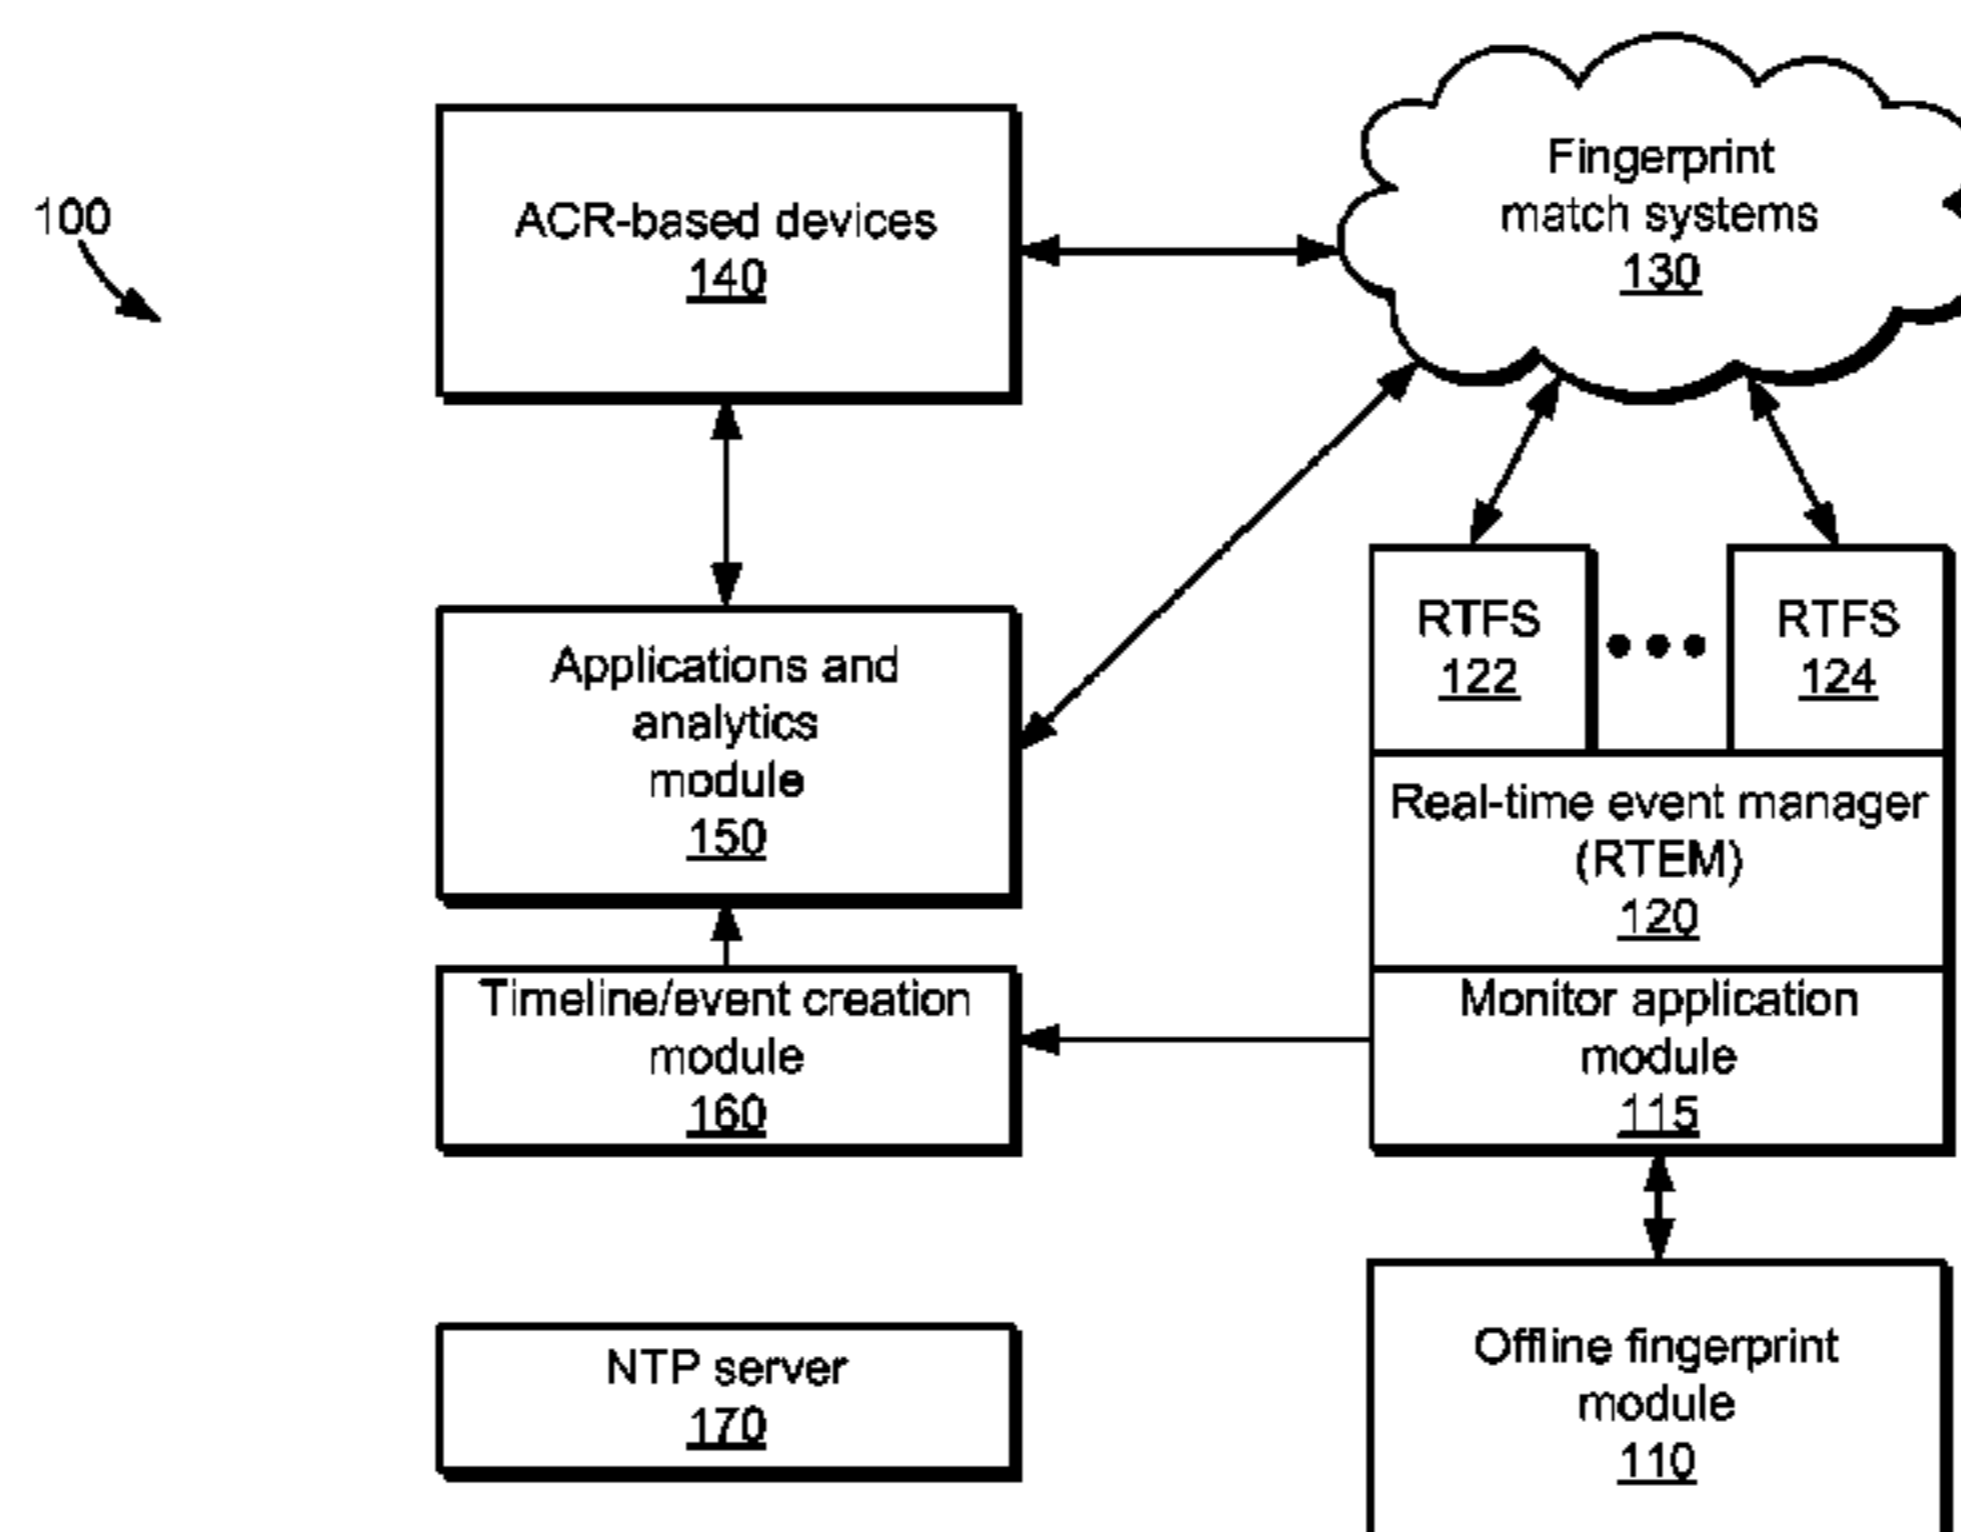 100
ACR-based devices
140
Fingerprint
match systems
130
Applications and
analytics
module
150
RTFS
122
RTFS
124
Real-time event manager
(RTEM)
120
Timeline/event creation
module
160
Monitor application
module
115
NTP server
170
Offline fingerprint
module
110